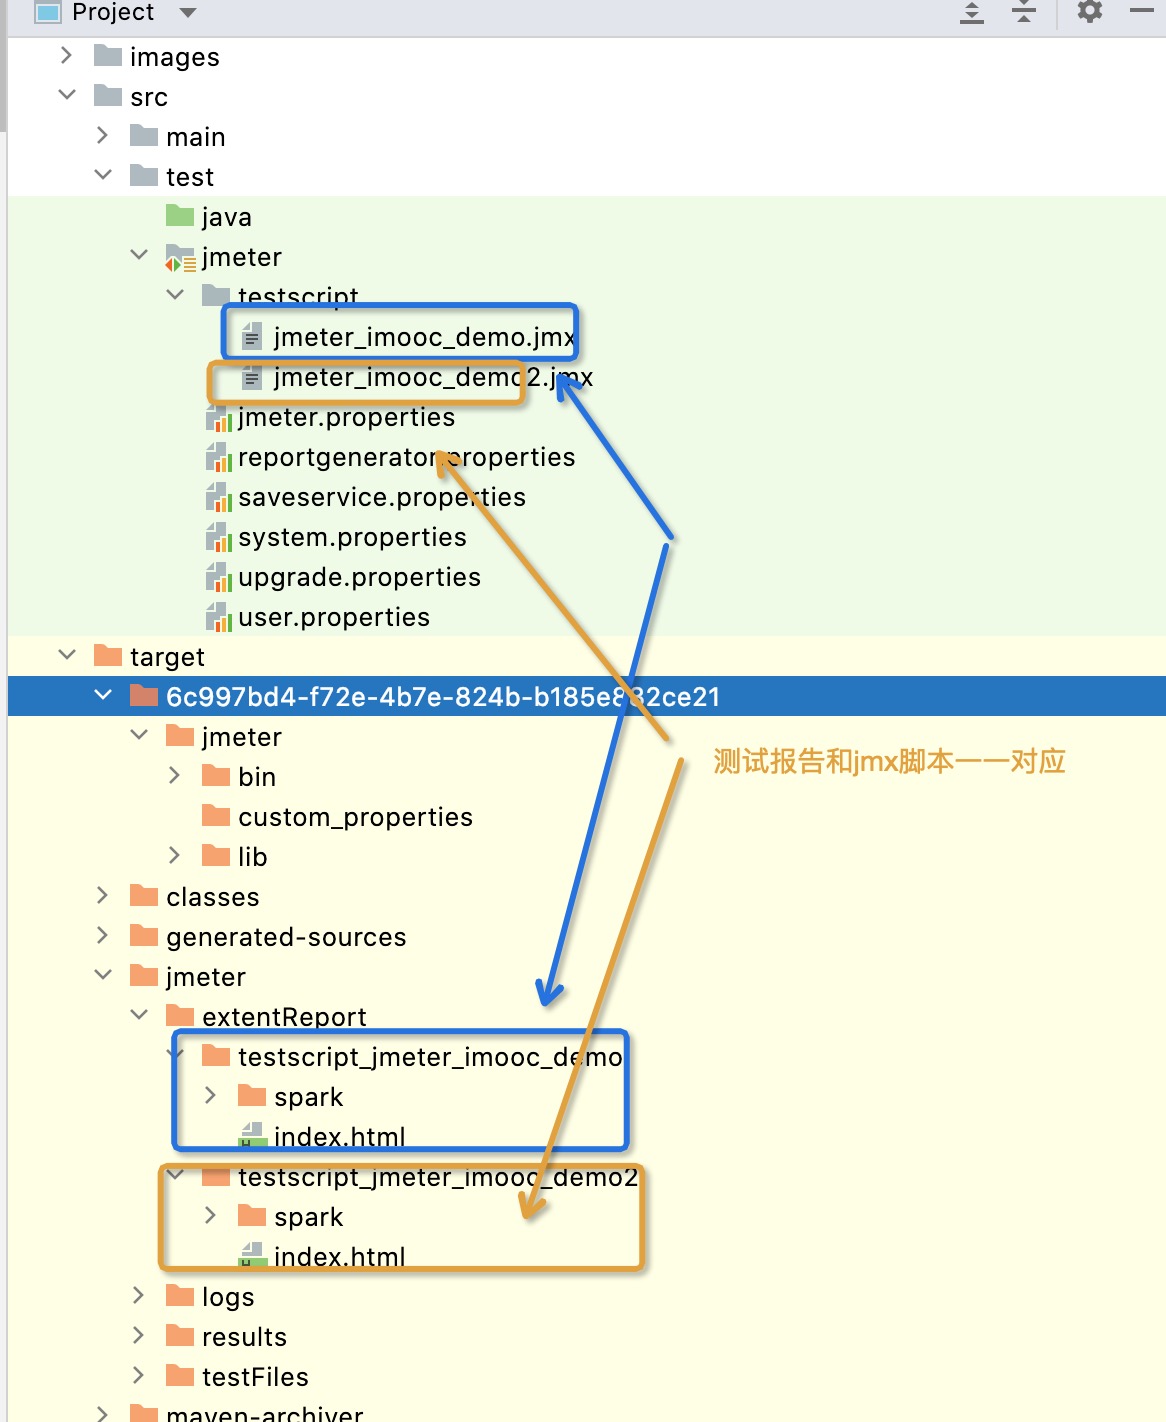 Project
images
src
main
test
java
jmeter
testscript
jmeter_imooc_demo.jmx
jmeter_imooc_demo2.jmx
jmeter.properties
reportgenerator.properties
saveservice.properties
system.properties
upgrade.properties
user.properties
target
6c997bd4-f72e-4b7e-824b-b185e832ce21
jmeter
测试报告和jmx脚本一一对应
bin
custom_properties
lib
classes
generated-sources
jmeter
extentReport
testscript_jmeter_imooc_demo
spark
index.html
testscript_jmeter_imooc_demo2
spark
index.html
logs
results
testFiles
maven-archiver